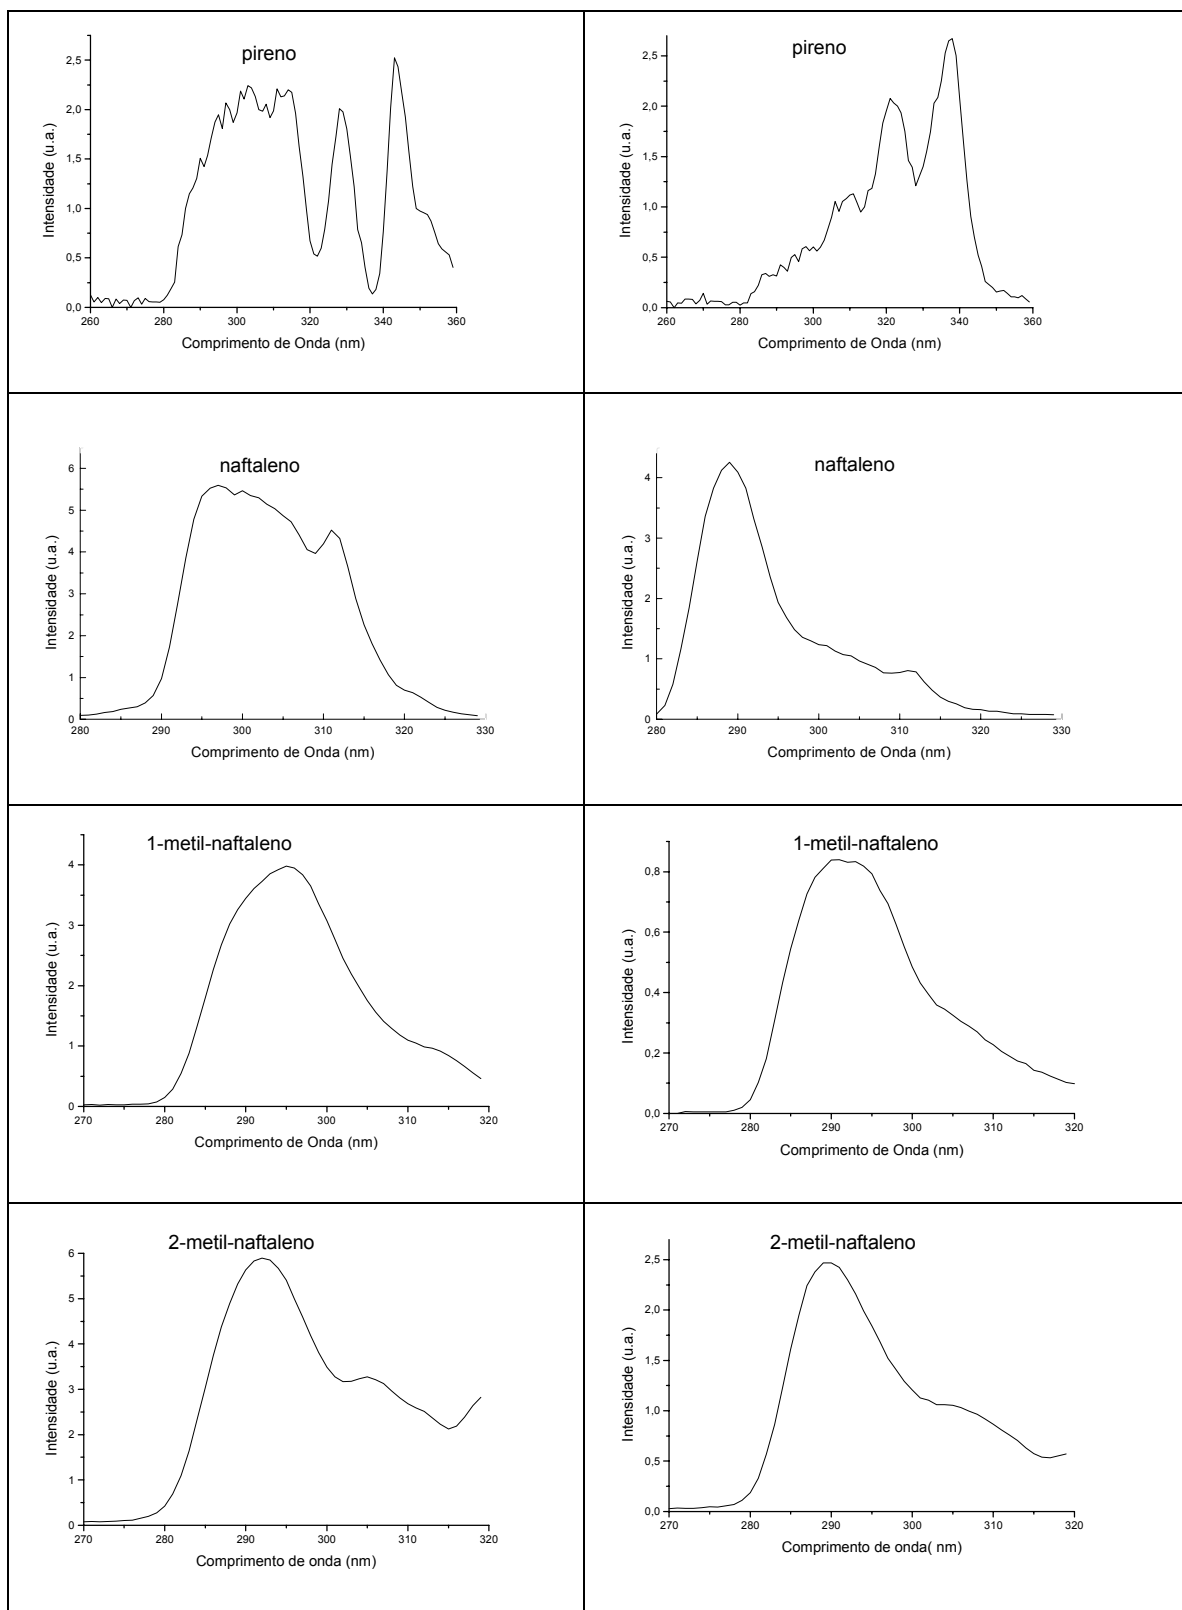 pireno
Intensidade (u.a.)
2,5
2,0
1,5
1,0
0,5
0,0
260 280 300 320 340 360
Comprimento de Onda (nm)
pireno
Intensidade (u.a.)
2,5
2,0
1,5
1,0
0,5
0,0
260 280 300 320 340 360
Comprimento de Onda (nm)
naftaleno
Intensidade (u.a.)
6
5
4
3
2
1
0
280 290 300 310 320 330
Comprimento de Onda (nm)
naftaleno
Intensidade (u.a.)
4
3
2
1
0
280 290 300 310 320 330
Comprimento de Onda (nm)
1-metil-naftaleno
Intensidade (u.a.)
4
3
2
1
0
270 280 290 300 310 320
Comprimento de Onda (nm)
1-metil-naftaleno
Intensidade (u.a.)
0,8
0,6
0,4
0,2
0,0
270 280 290 300 310 320
Comprimento de Onda (nm)
2-metil-naftaleno
Intensidade (u.a.)
6
5
4
3
2
1
0
270 280 290 300 310 320
Comprimento de onda (nm)
2-metil-naftaleno
Intensidade (u.a.)
2,5
2,0
1,5
1,0
0,5
0,0
270 280 290 300 310 320
Comprimento de onda( nm)